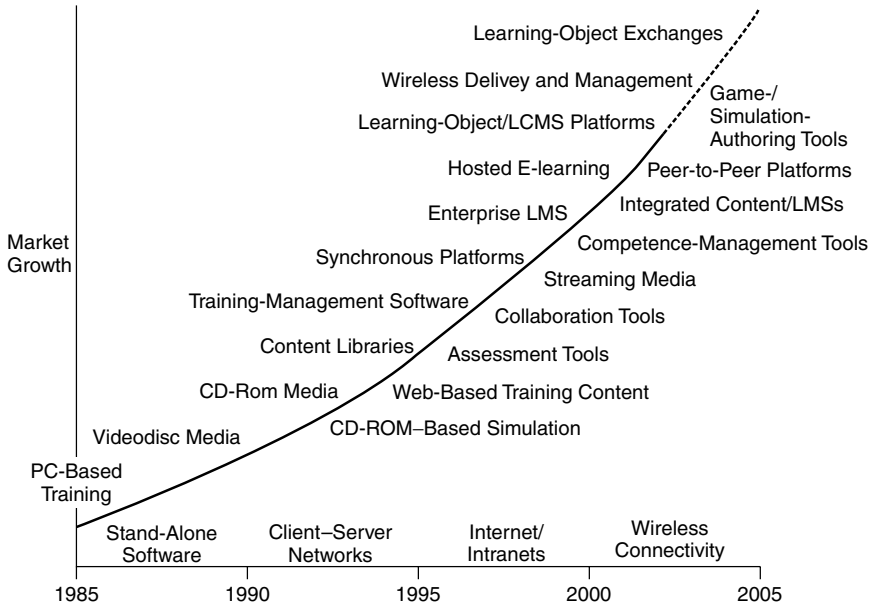 Learning-Object Exchanges
Wireless Delivey and Management
Game-/
Simulation-
Authoring Tools
Learning-Object/LCMS Platforms
Hosted E-learning
Peer-to-Peer Platforms
Enterprise LMS
Integrated Content/LMSs
Market
Growth
Competence-Management Tools
Synchronous Platforms
Streaming Media
Training-Management Software
Collaboration Tools
Content Libraries
Assessment Tools
CD-Rom Media
Web-Based Training Content
Videodisc Media
CD-ROM–Based Simulation
PC-Based
Training
Stand-Alone
Software
Client–Server
Networks
Internet/
Intranets
Wireless
Connectivity
1985
1990
1995
2000
2005